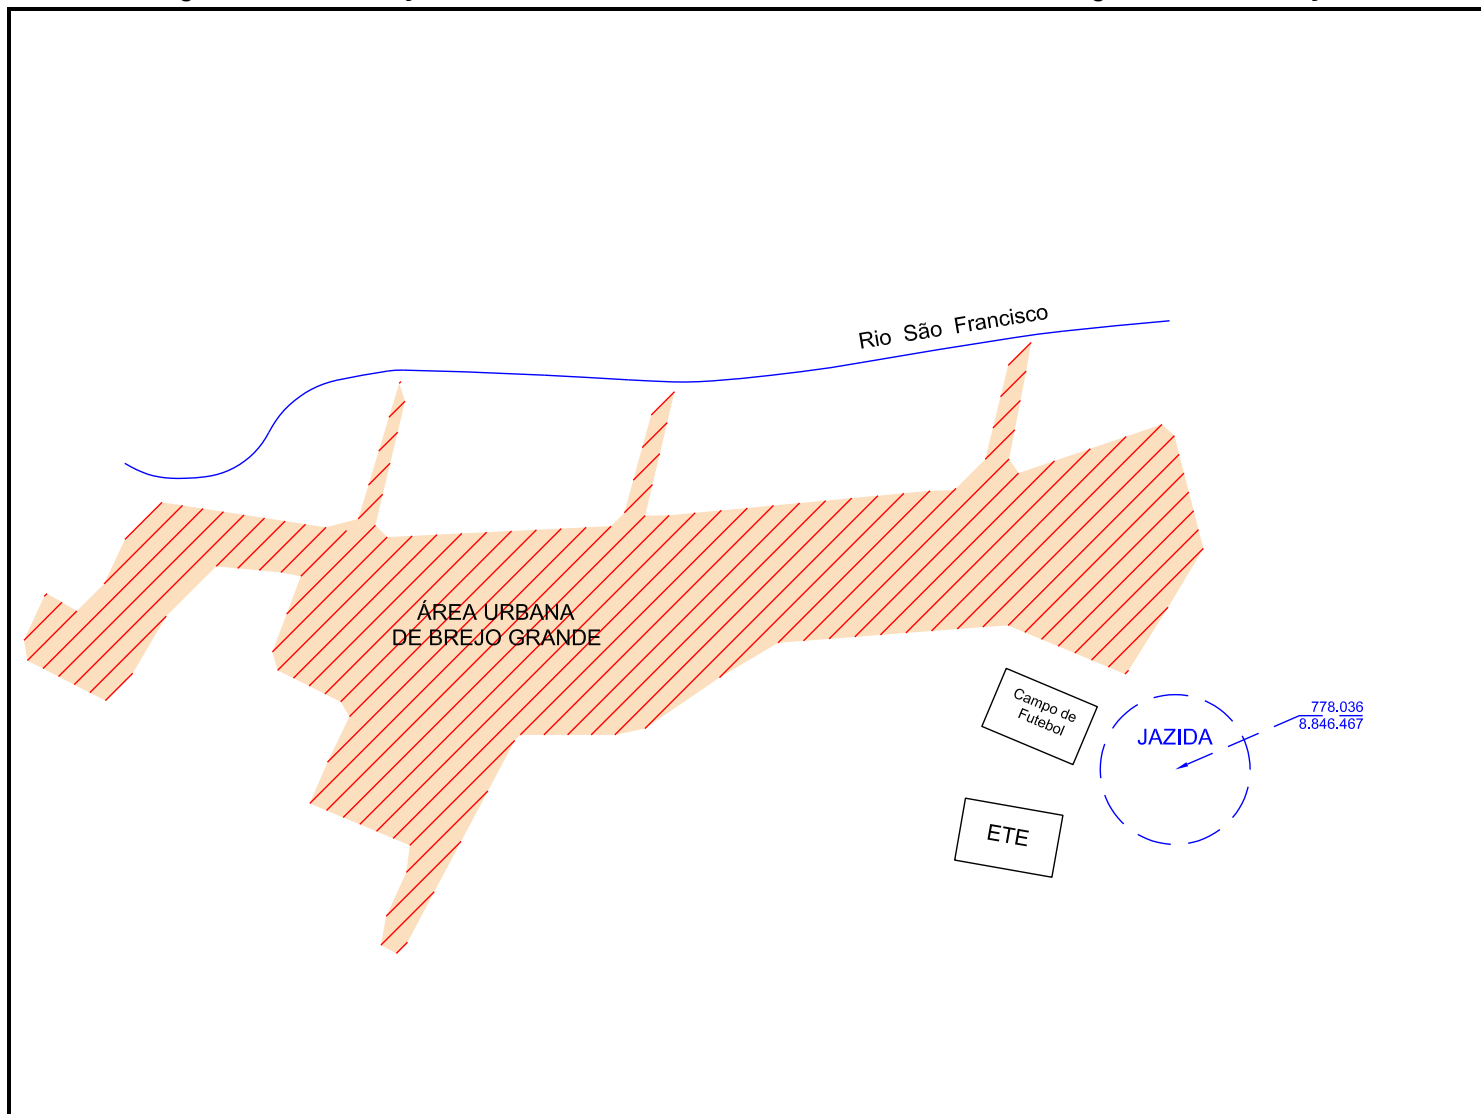 Rio São Francisco
ÁREA URBANA
DE BREJO GRANDE
Campo de
Futebol
JAZIDA
778.036
8.846.467
ETE